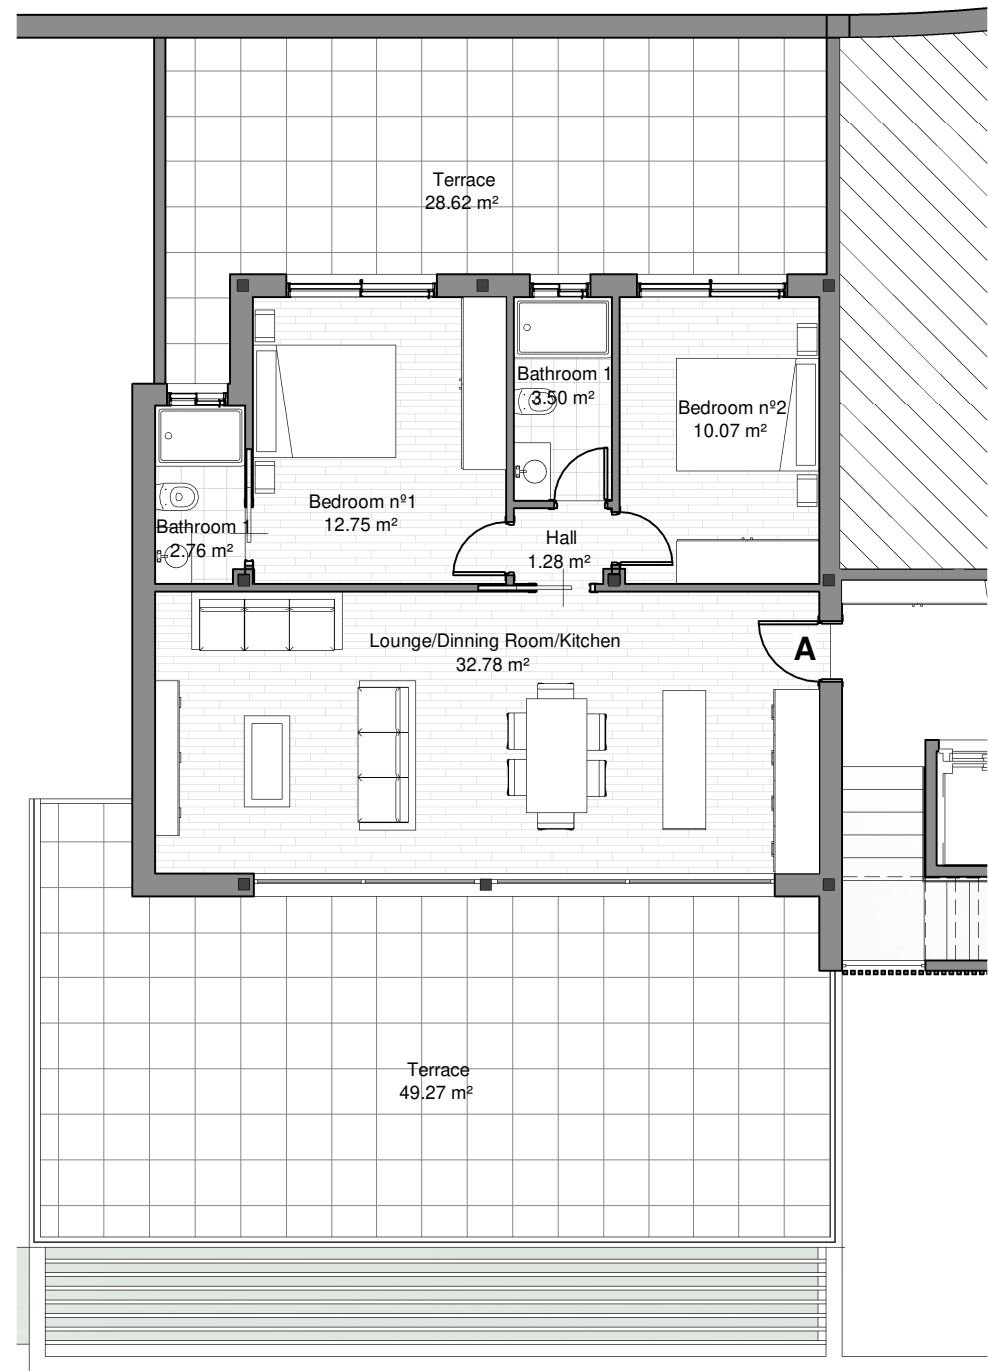 Terrace
28.62 m²
Bathroom 1
3.50 m²
Bedroom nº2
10.07 m²
Bedroom nº1
12.75 m²
Bathroom 1
2.76 m²
Hall
1.28 m²
Lounge/Dinning Room/Kitchen
32.78 m²
A
Terrace
49.27 m²